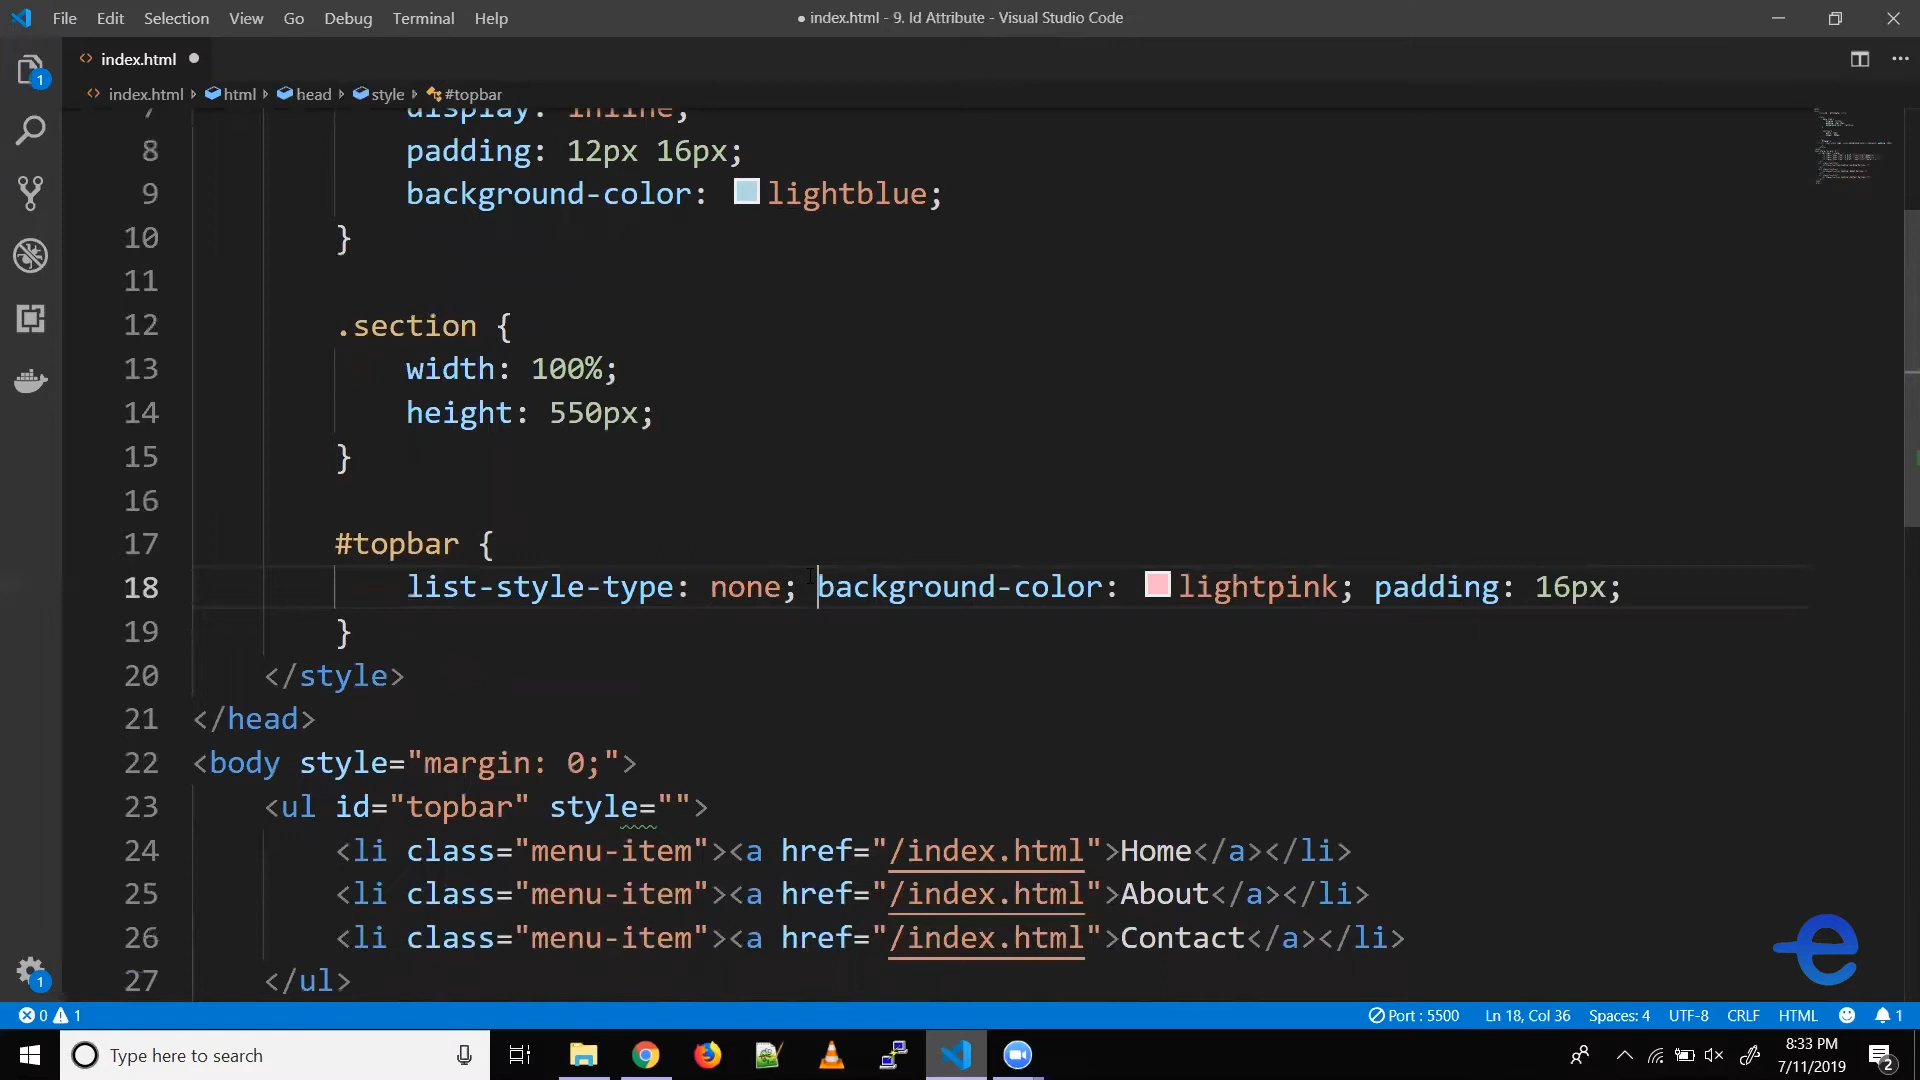 File Edit Selection View Go Debug Terminal Help
● index.html - 9. Id Attribute - Visual Studio Code
index.html
index.html › html › head › style › #topbar
7 display: inline;
8 padding: 12px 16px;
9 background-color: lightblue;
10 }
11
12 .section {
13 width: 100%;
14 height: 550px;
15 }
16
17 #topbar {
18 list-style-type: none; background-color: lightpink; padding: 16px;
19 }
20 </style>
21 </head>
22 <body style="margin: 0;">
23 <ul id="topbar" style="">
24 <li class="menu-item"><a href="/index.html">Home</a></li>
25 <li class="menu-item"><a href="/index.html">About</a></li>
26 <li class="menu-item"><a href="/index.html">Contact</a></li>
27 </ul>
1
1
0 1
Port : 5500 Ln 18, Col 36 Spaces: 4 UTF-8 CRLF HTML 1
Type here to search
8:33 PM
7/11/2019
2